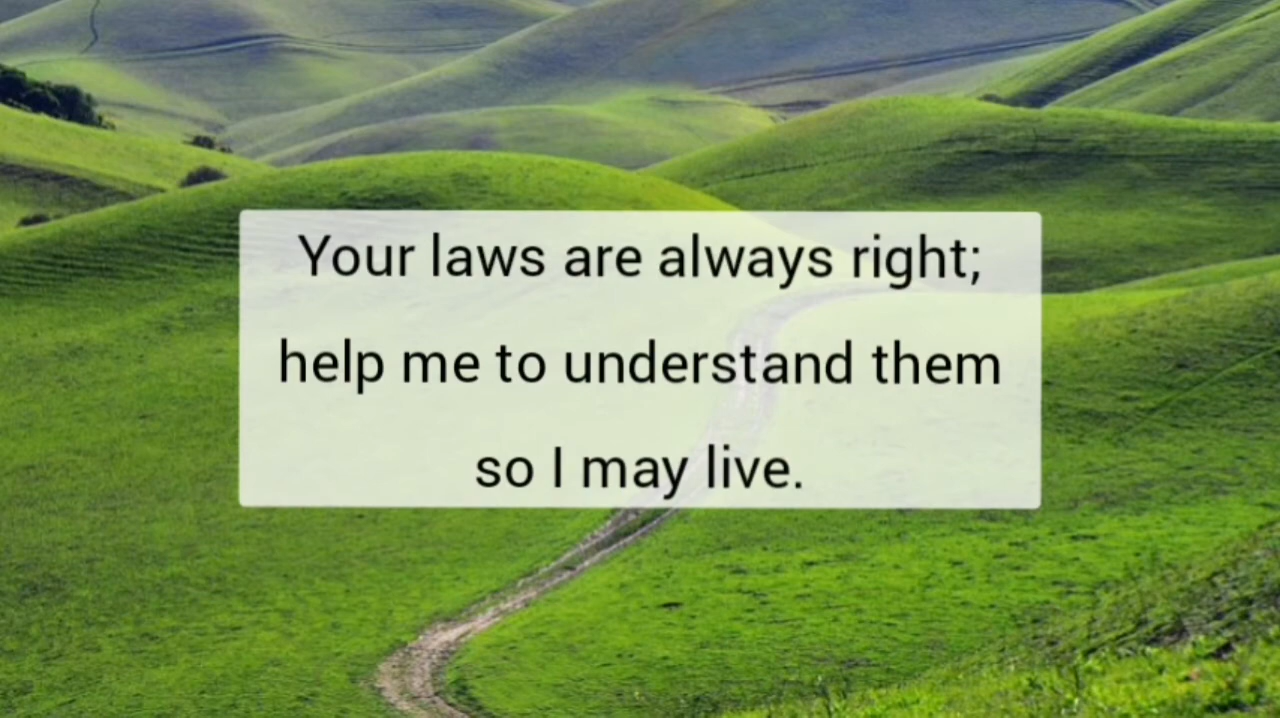 Your laws are always right;
help me to understand them
so I may live.